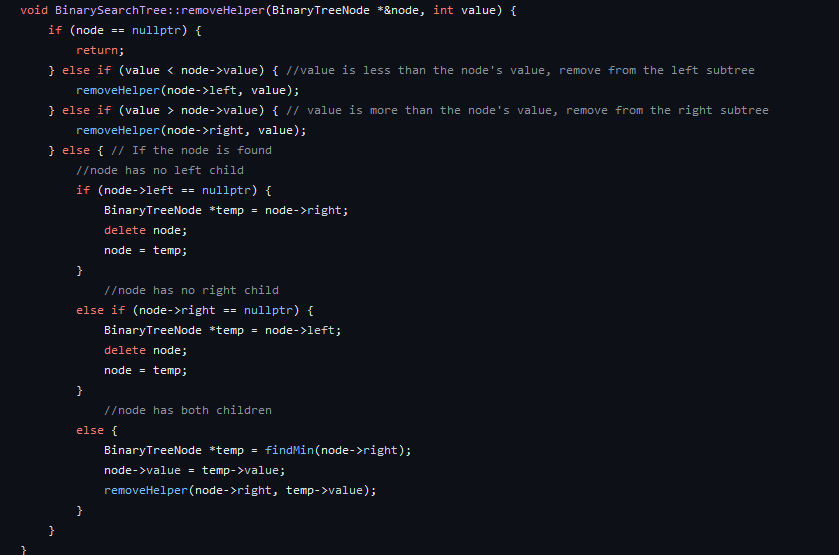 void BinarySearchTree::removeHelper(BinaryTreeNode *&node, int value) {
    if (node == nullptr) {
        return;
    } else if (value < node->value) { //value is less than the node's value, remove from the left subtree
        removeHelper(node->left, value);
    } else if (value > node->value) { // value is more than the node's value, remove from the right subtree
        removeHelper(node->right, value);
    } else { // If the node is found
        //node has no left child
        if (node->left == nullptr) {
            BinaryTreeNode *temp = node->right;
            delete node;
            node = temp;
        }
            //node has no right child
        else if (node->right == nullptr) {
            BinaryTreeNode *temp = node->left;
            delete node;
            node = temp;
        }
            //node has both children
        else {
            BinaryTreeNode *temp = findMin(node->right);
            node->value = temp->value;
            removeHelper(node->right, temp->value);
        }
    }
}